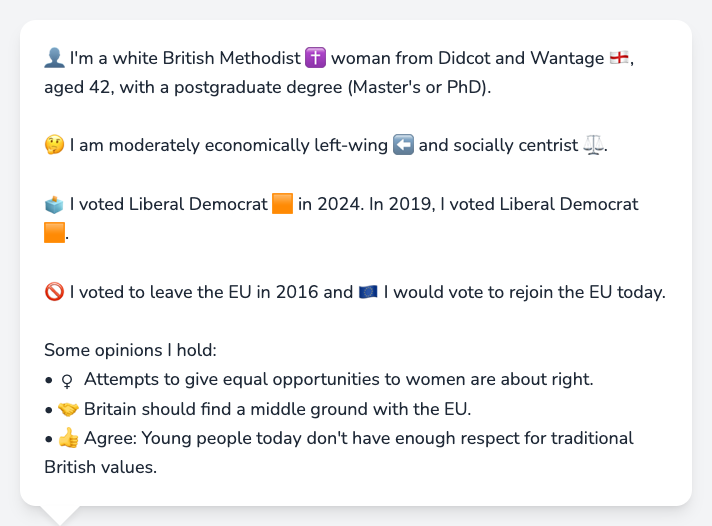 👤 I'm a white British Methodist ✝️ woman from Didcot and Wantage 🏴󠁧󠁢󠁥󠁮󠁧󠁿,
aged 42, with a postgraduate degree (Master's or PhD).
🤔 I am moderately economically left-wing ⬅️ and socially centrist ⚖️.
🗳️ I voted Liberal Democrat 🟧 in 2024. In 2019, I voted Liberal Democrat
🟧.
🚫 I voted to leave the EU in 2016 and 🇪🇺 I would vote to rejoin the EU today.
Some opinions I hold:
• ♀ Attempts to give equal opportunities to women are about right.
• 🤝 Britain should find a middle ground with the EU.
• 👍 Agree: Young people today don't have enough respect for traditional
British values.